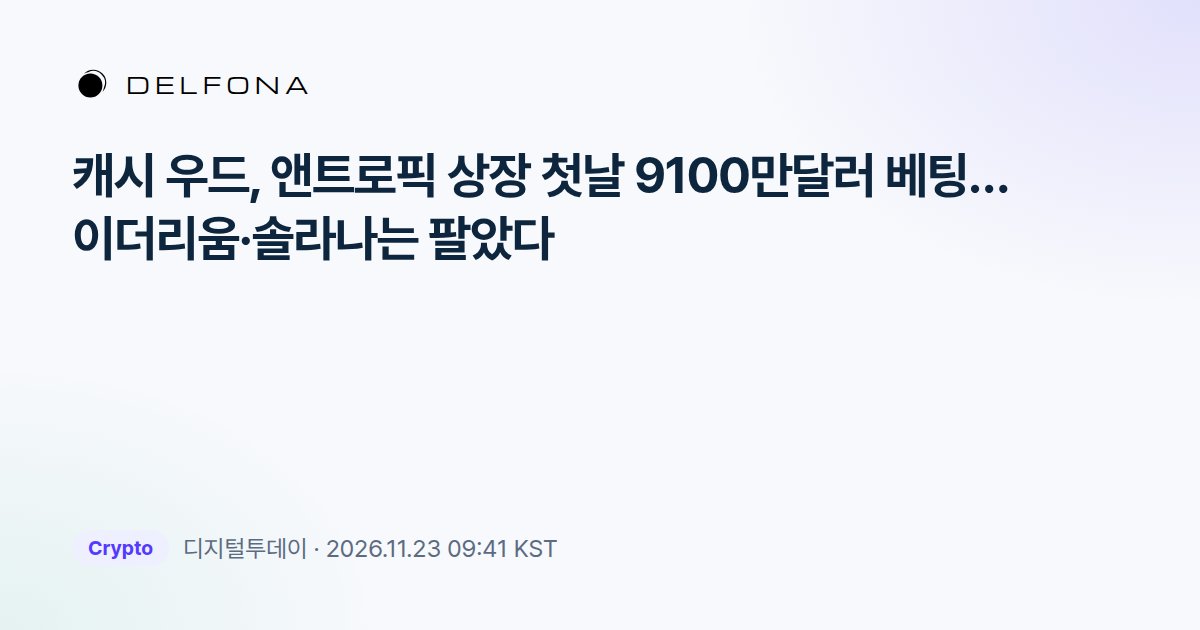 DELFONA
캐시 우드, 앤트로픽 상장 첫날 9100만달러 베팅…
이더리움·솔라나는 팔았다
Crypto 디지털투데이 · 2026.11.23 09:41 KST